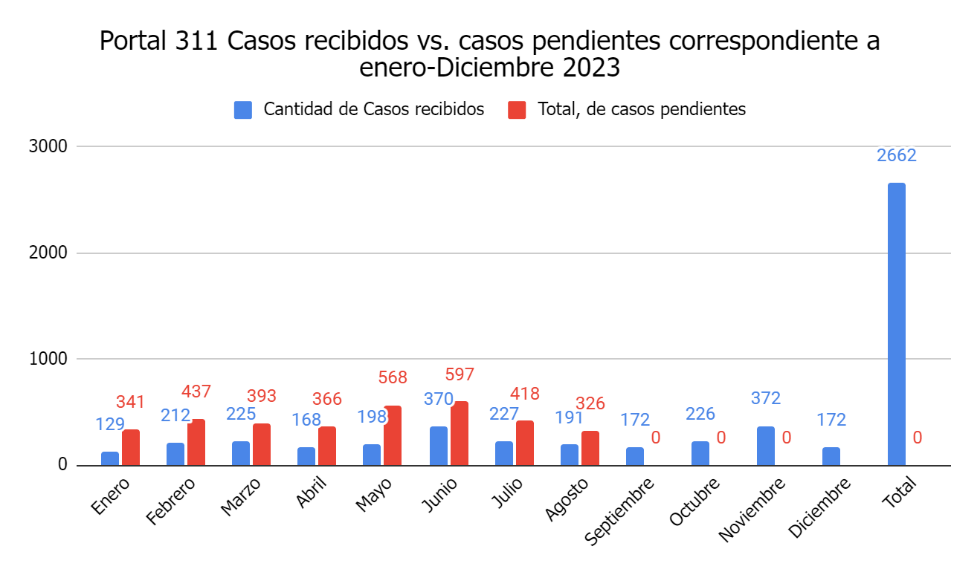 Portal 311 Casos recibidos vs. casos pendientes correspondiente a
enero-Diciembre 2023
Cantidad de Casos recibidos
Total, de casos pendientes
3000
2000
1000
0
129
341
212
437
225
393
168
366
198
568
370
597
227
418
191
326
172
0
226
0
372
0
172
2662
0
Enero
Febrero
Marzo
Abril
Mayo
Junio
Julio
Agosto
Septiembre
Octubre
Noviembre
Diciembre
Total